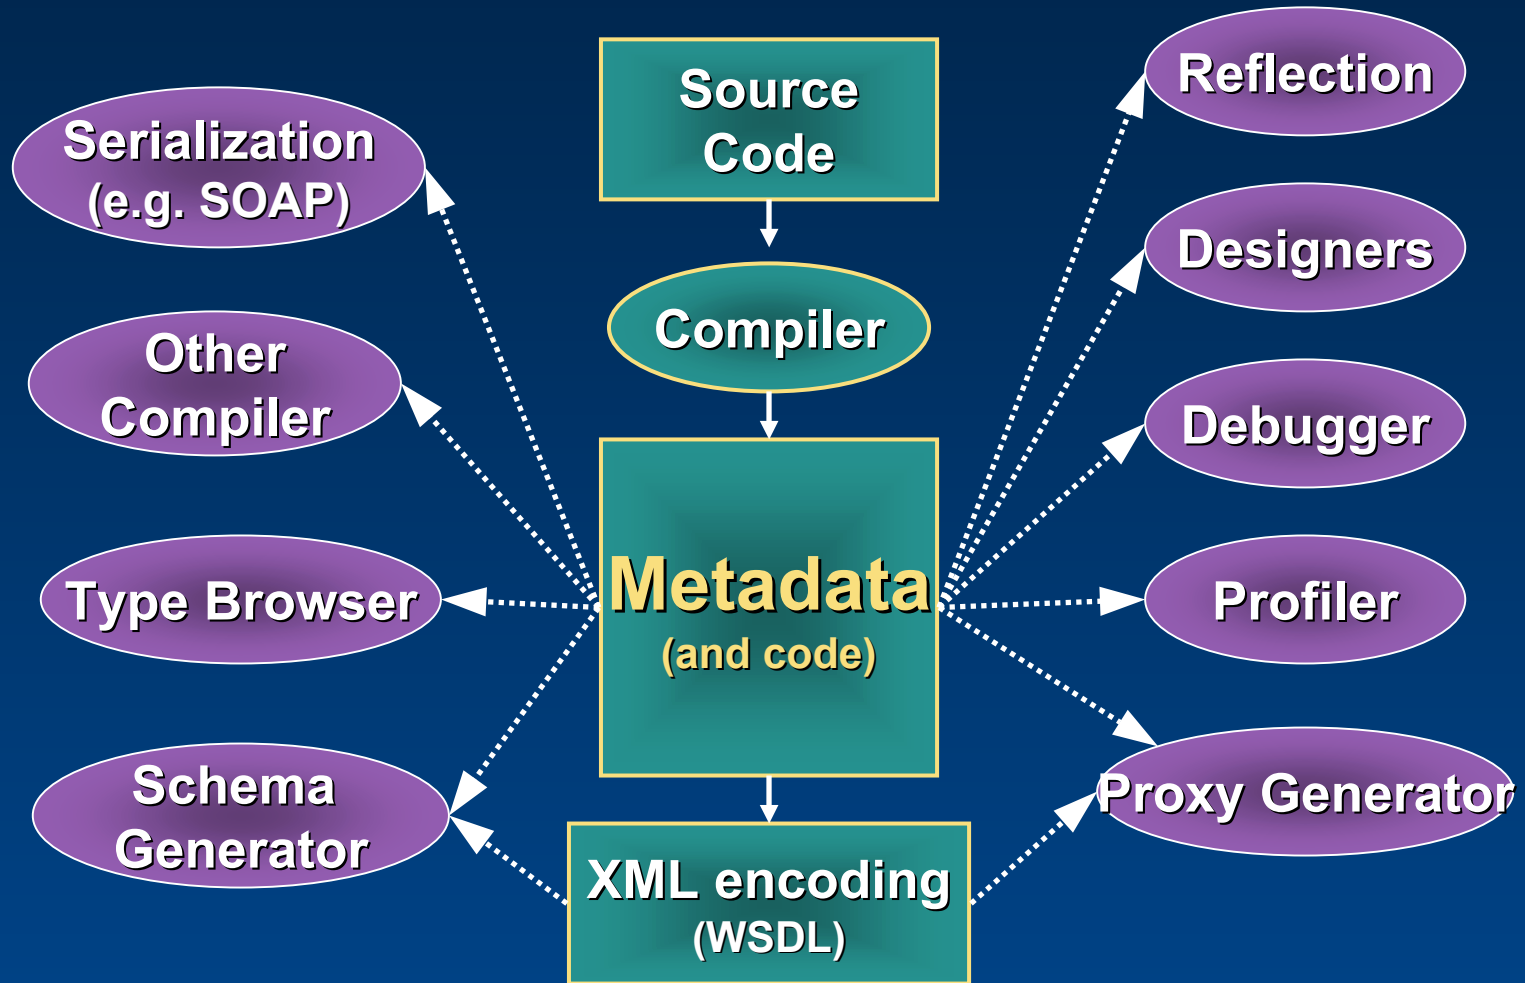 Source
Code
Reflection
Serialization
(e.g. SOAP)
Designers
Compiler
Other
Compiler
Debugger
Type Browser
Metadata
(and code)
Profiler
Schema
Generator
Proxy Generator
XML encoding
(WSDL)